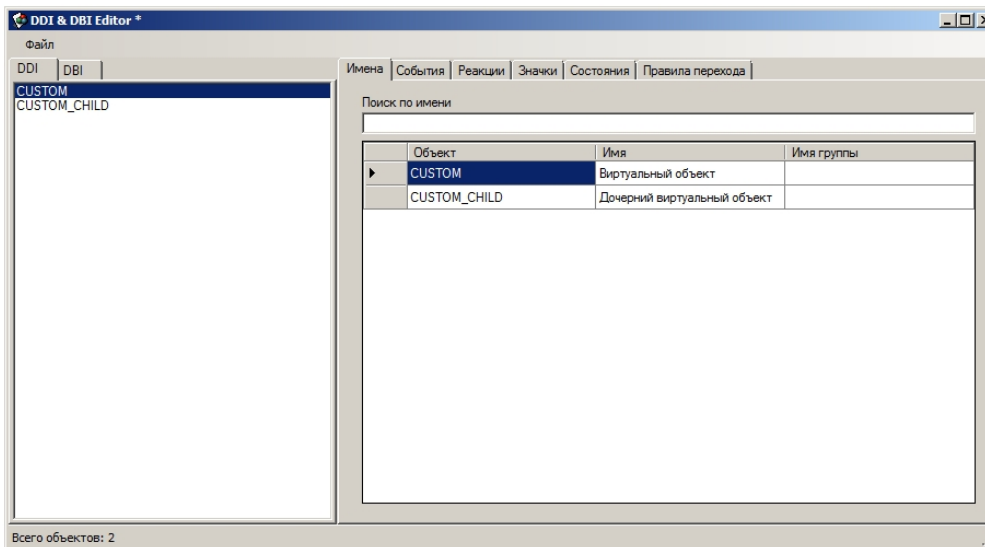 DDI & DBI Editor *
Файл
DDI DBI
CUSTOM
CUSTOM_CHILD
Имена События Реакции Значки Состояния Правила перехода
Поиск по имени
Объект Имя Имя группы
CUSTOM Виртуальный объект
CUSTOM_CHILD Дочерний виртуальный объект
Всего объектов: 2